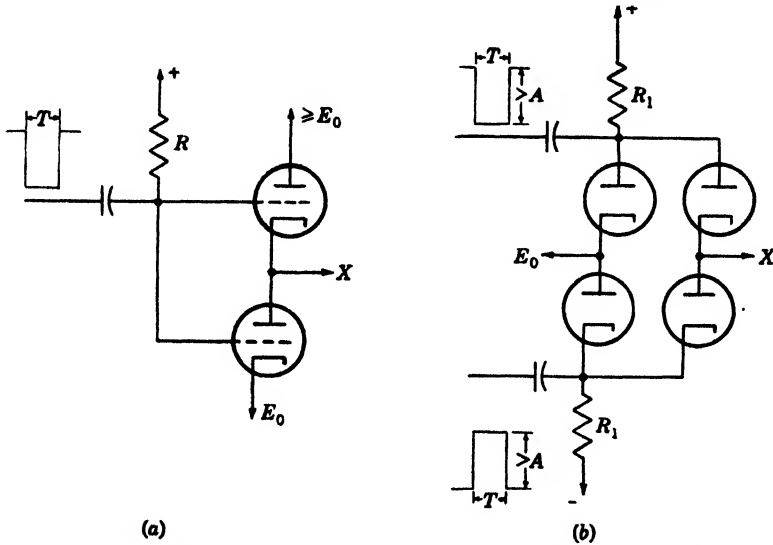 +
T
R
≥E₀
X
E₀
(a)
+
T
>A
R₁
E₀
X
R₁
>A
T
-
(b)